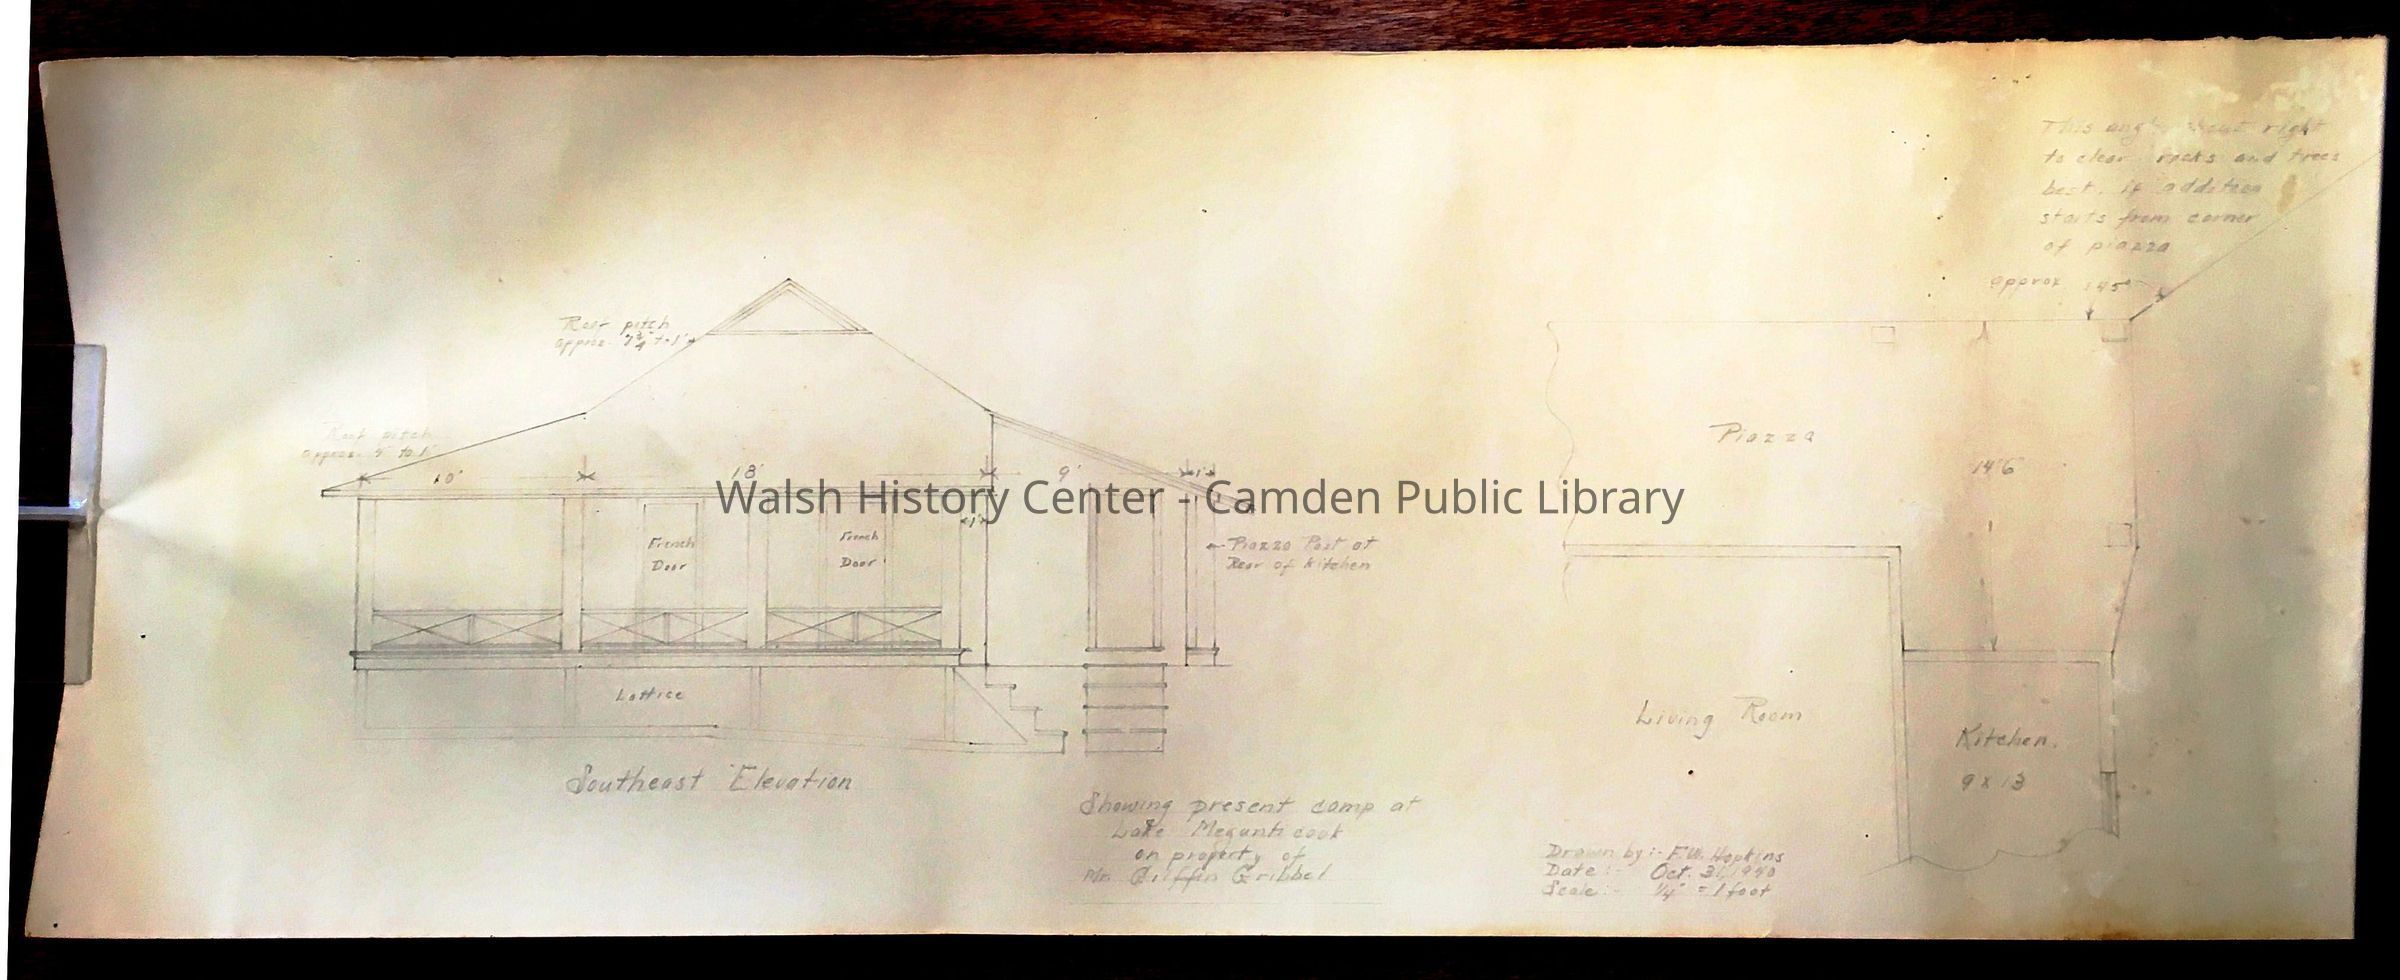 This angle about right
to clear rocks and trees
best, if addition
starts from corner
of piazza
approx 145°
Roof pitch
approx. 7 3/4" to 1'
Roof pitch
approx. 5" to 1'
10'
18'
9'
1'
1'
Walsh History Center - Camden Public Library
French
Door
French
Door
Piazza Post at
Rear of kitchen
Lattice
Southeast Elevation
Piazza
14'6"
Living Room
Kitchen.
9 x 13
Showing present camp at
Lake Megunticook
on property of
Mr. Griffin Gribbel
Drawn by:- F.W. Hopkins
Date:- Oct. 31, 1940
Scale:- 1/4" = 1 foot